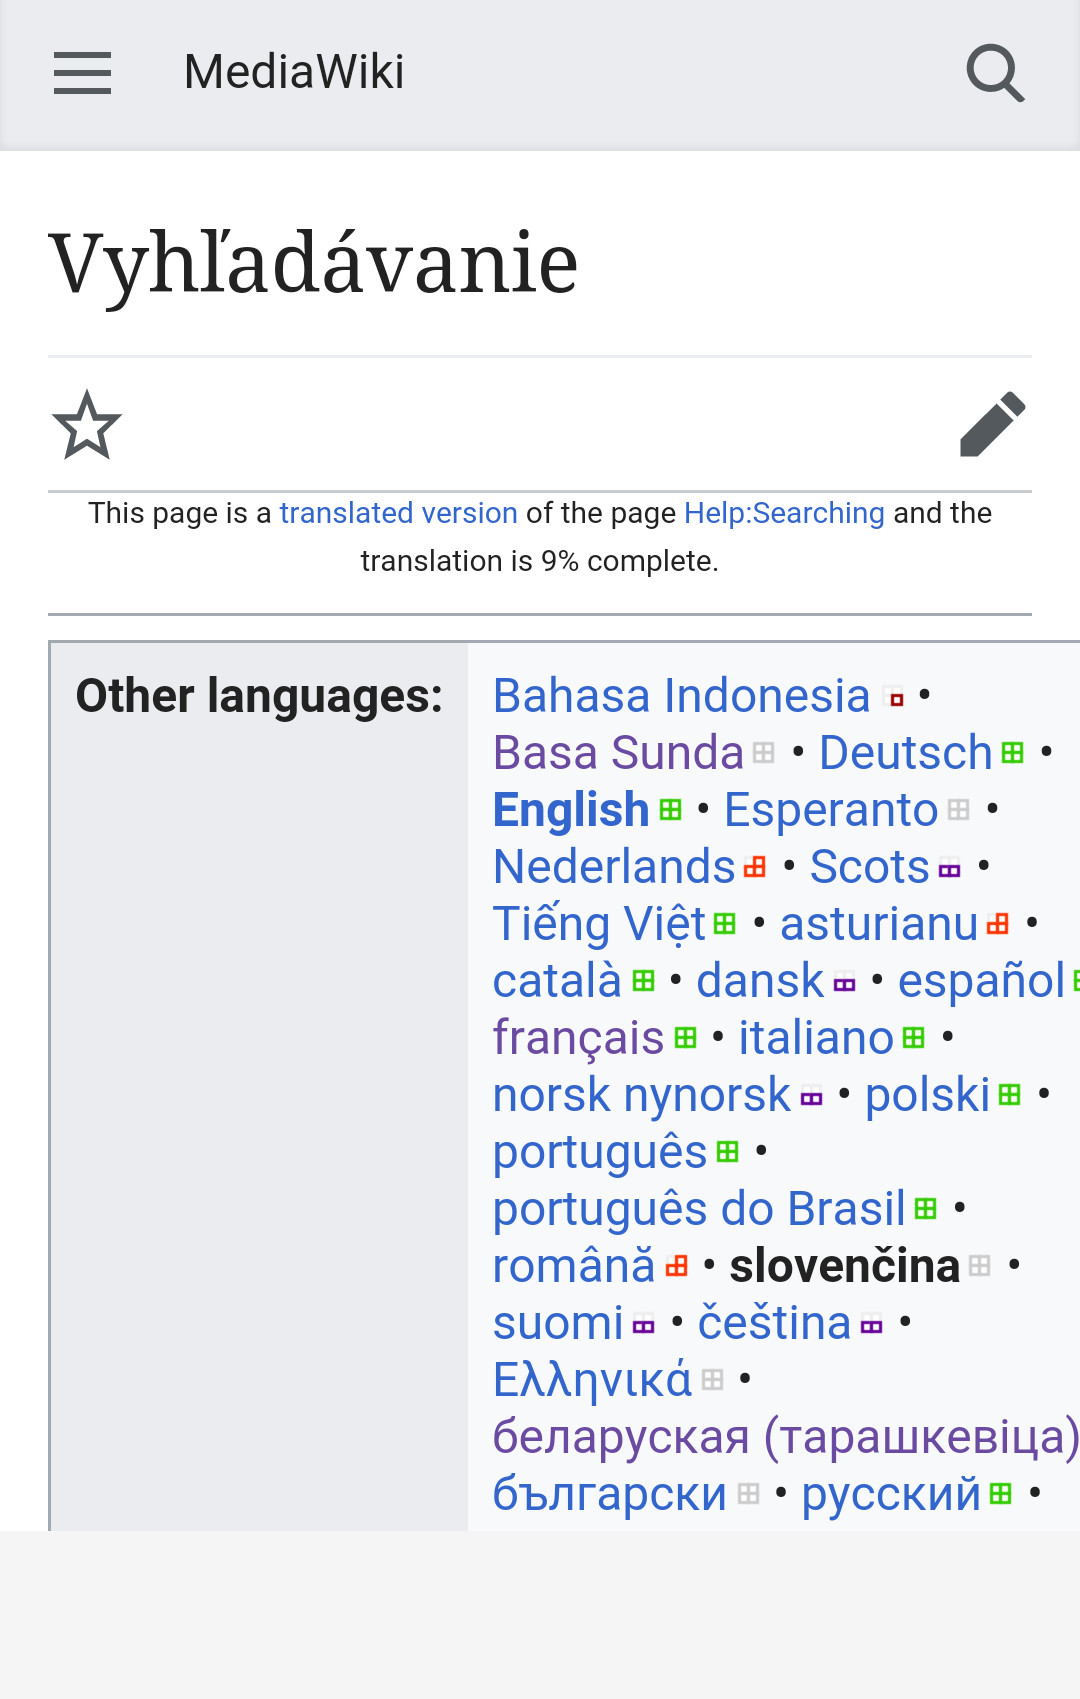 MediaWiki
Vyhľadávanie
This page is a translated version of the page Help:Searching and the
translation is 9% complete.
Other languages:
Bahasa Indonesia •
Basa Sunda • Deutsch •
English • Esperanto •
Nederlands • Scots •
Tiếng Việt • asturianu •
català • dansk • español
français • italiano •
norsk nynorsk • polski •
português •
português do Brasil •
română • slovenčina •
suomi • čeština •
Ελληνικά •
беларуская (тарашкевіца)
български • русский •